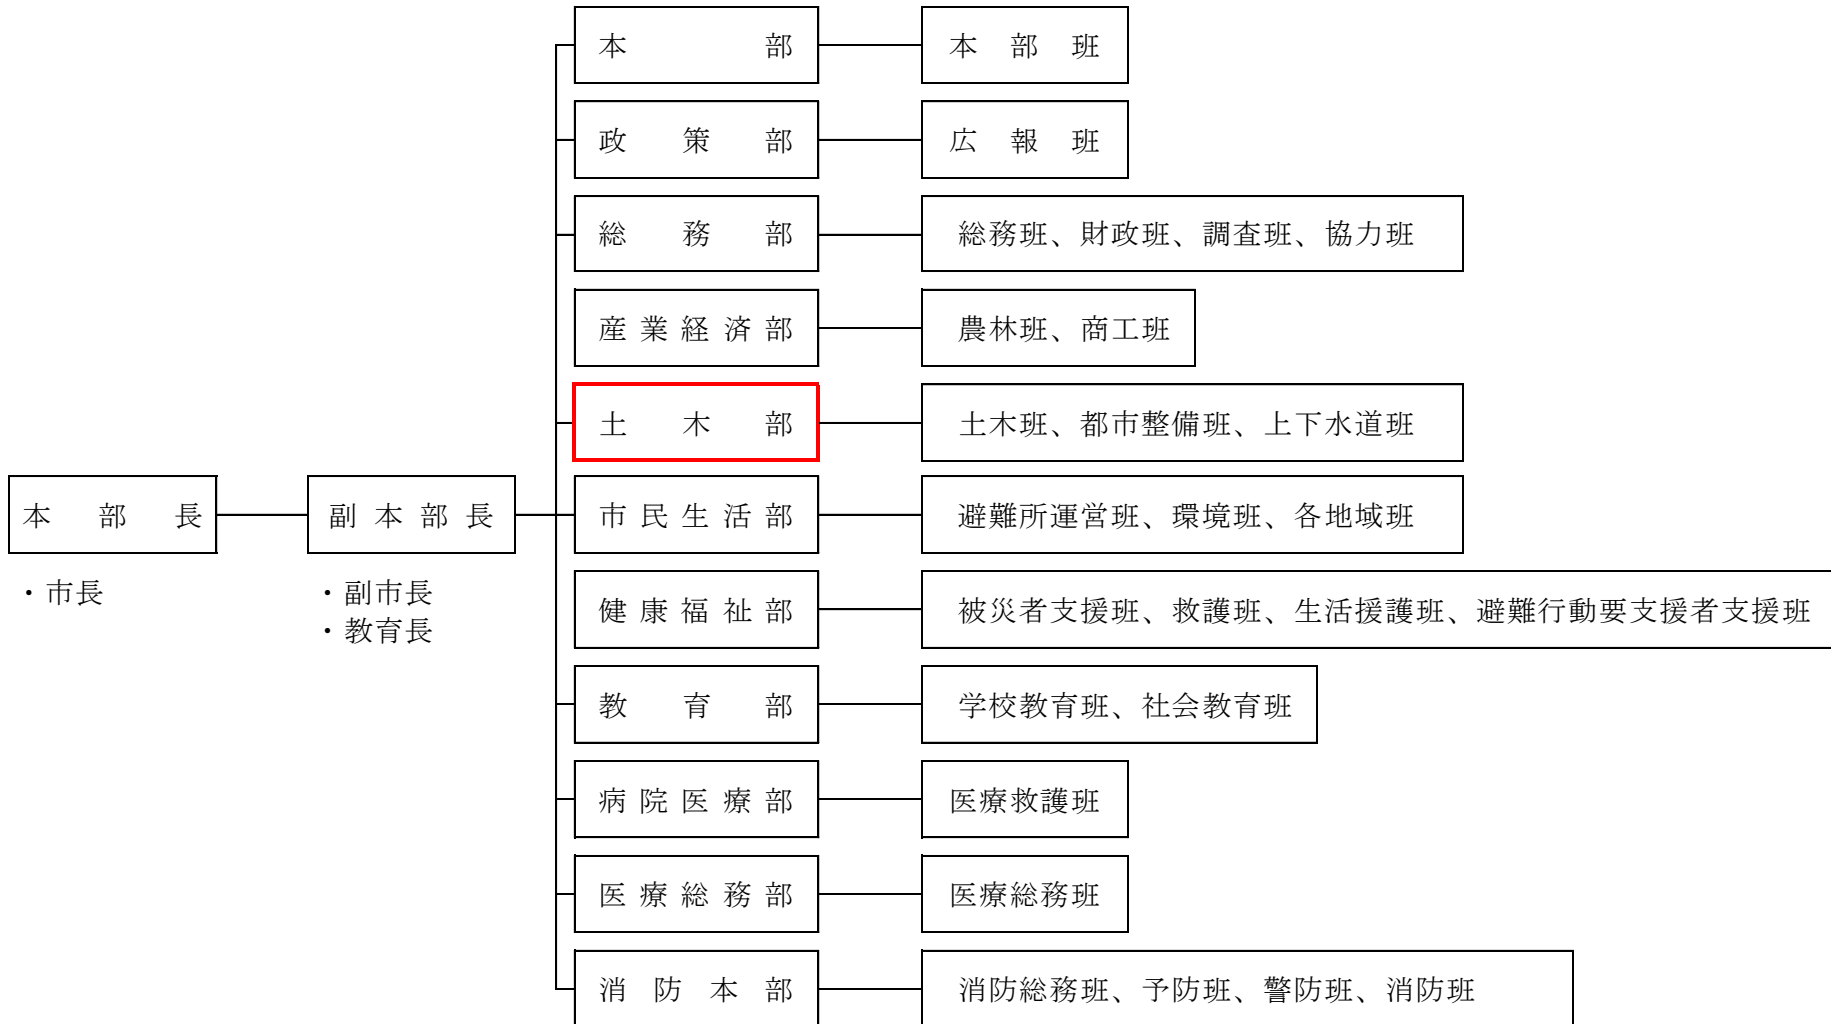 本部 本部班
政策部 広報班
総務部 総務班、財政班、調査班、協力班
産業経済部 農林班、商工班
土木部 土木班、都市整備班、上下水道班
本部長 副本部長 市民生活部 避難所運営班、環境班、各地域班
・市長 ・副市長
・教育長
健康福祉部 被災者支援班、救護班、生活援護班、避難行動要支援者支援班
教育部 学校教育班、社会教育班
病院医療部 医療救護班
医療総務部 医療総務班
消防本部 消防総務班、予防班、警防班、消防班